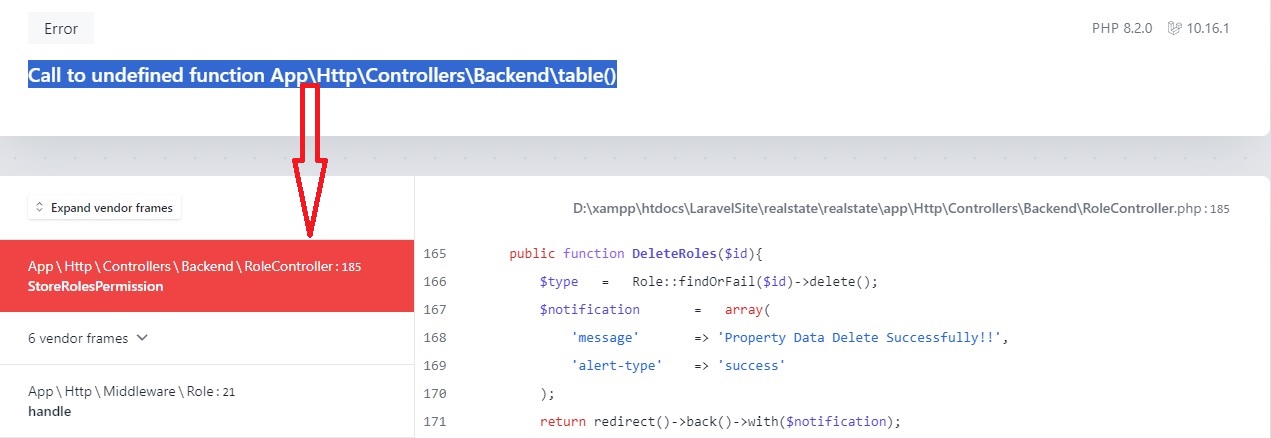 Error
PHP 8.2.0 10.16.1
Call to undefined function App\Http\Controllers\Backend\table()
Expand vendor frames
App \ Http \ Controllers \ Backend \ RoleController : 185
StoreRolesPermission
6 vendor frames
App \ Http \ Middleware \ Role : 21
handle
D:\xampp\htdocs\LaravelSite\realstate\realstate\app\Http\Controllers\Backend\RoleController.php : 185
165 public function DeleteRoles($id){
166 $type = Role::findOrFail($id)->delete();
167 $notification = array(
168 'message' => 'Property Data Delete Successfully!!',
169 'alert-type' => 'success'
170 );
171 return redirect()->back()->with($notification);